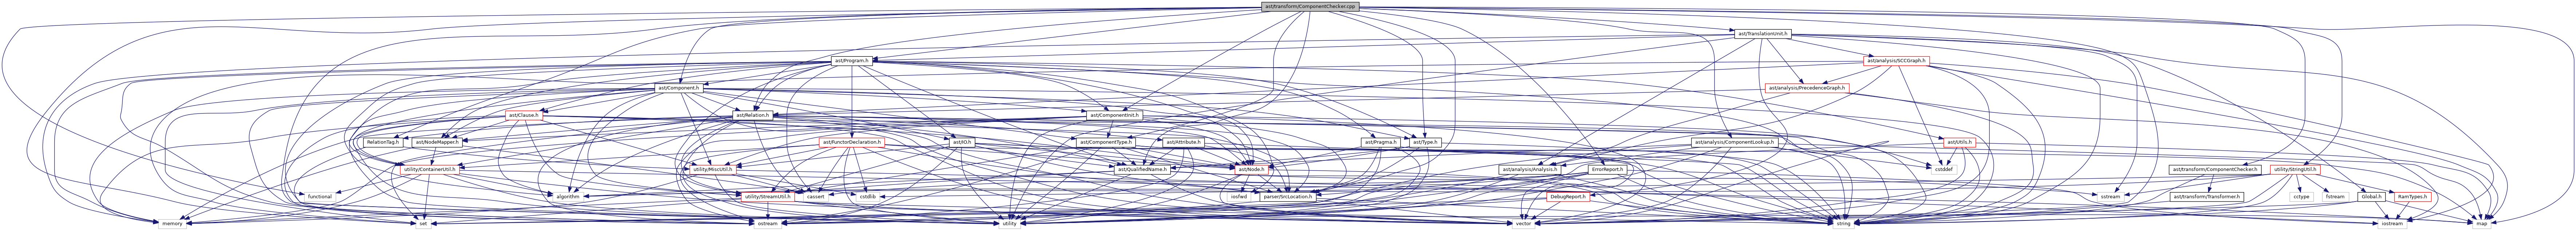 ast/transform/ComponentChecker.cpp
ast/TranslationUnit.h
ast/Program.h
ast/analysis/SCCGraph.h
ast/Component.h
ast/analysis/PrecedenceGraph.h
ast/Clause.h
ast/Relation.h
ast/ComponentInit.h
RelationTag.h
ast/NodeMapper.h
ast/FunctorDeclaration.h
ast/IO.h
ast/ComponentType.h
ast/Attribute.h
ast/Pragma.h
ast/Type.h
ast/analysis/ComponentLookup.h
ast/Utils.h
utility/ContainerUtil.h
utility/MiscUtil.h
ast/QualifiedName.h
ast/Node.h
ast/analysis/Analysis.h
ErrorReport.h
cstddef
ast/transform/ComponentChecker.h
utility/StringUtil.h
functional
algorithm
utility/StreamUtil.h
cassert
cstdlib
iosfwd
parser/SrcLocation.h
DebugReport.h
sstream
ast/transform/Transformer.h
cctype
fstream
Global.h
RamTypes.h
memory
set
ostream
utility
vector
string
iostream
map